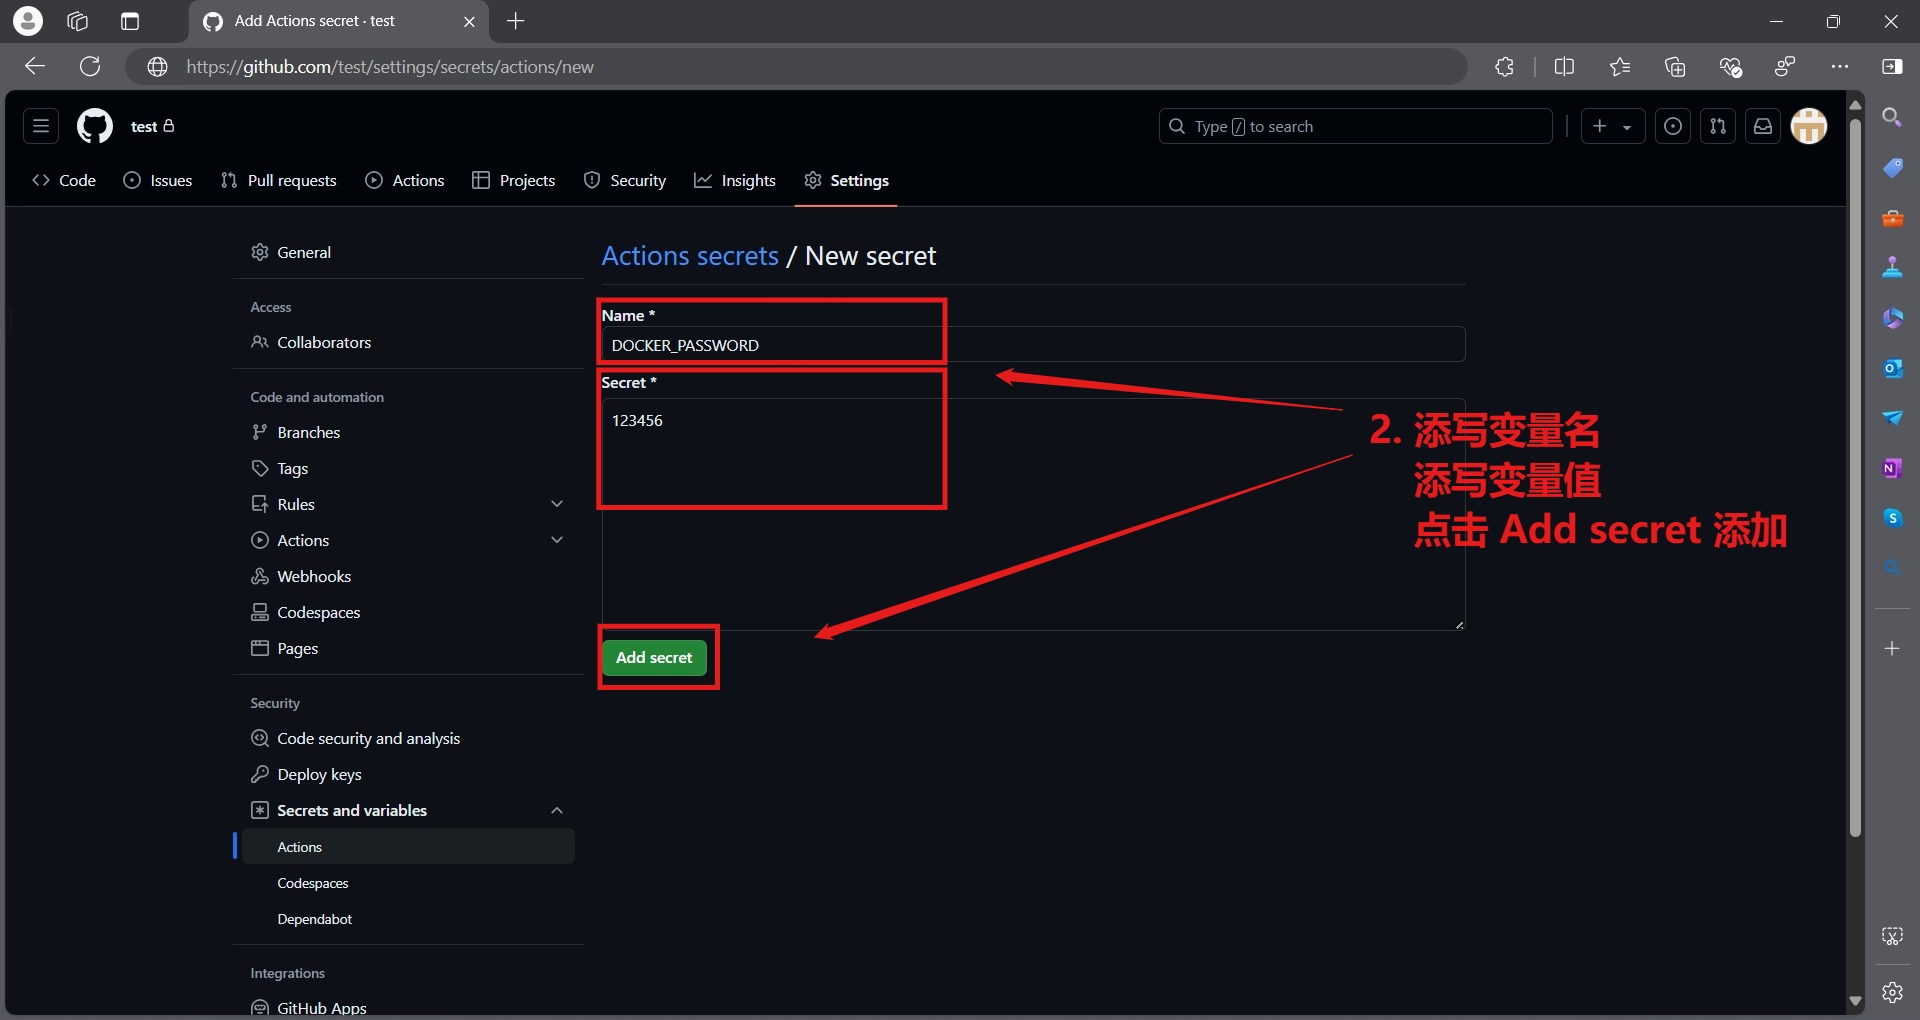 Add Actions secret · test
https://github.com/test/settings/secrets/actions/new
test
Type / to search
Code
Issues
Pull requests
Actions
Projects
Security
Insights
Settings
General
Access
Collaborators
Code and automation
Branches
Tags
Rules
Actions
Webhooks
Codespaces
Pages
Security
Code security and analysis
Deploy keys
Secrets and variables
Actions
Codespaces
Dependabot
Integrations
GitHub Apps
Actions secrets / New secret
Name *
DOCKER_PASSWORD
Secret *
123456
Add secret
2. 添写变量名
添写变量值
点击 Add secret 添加